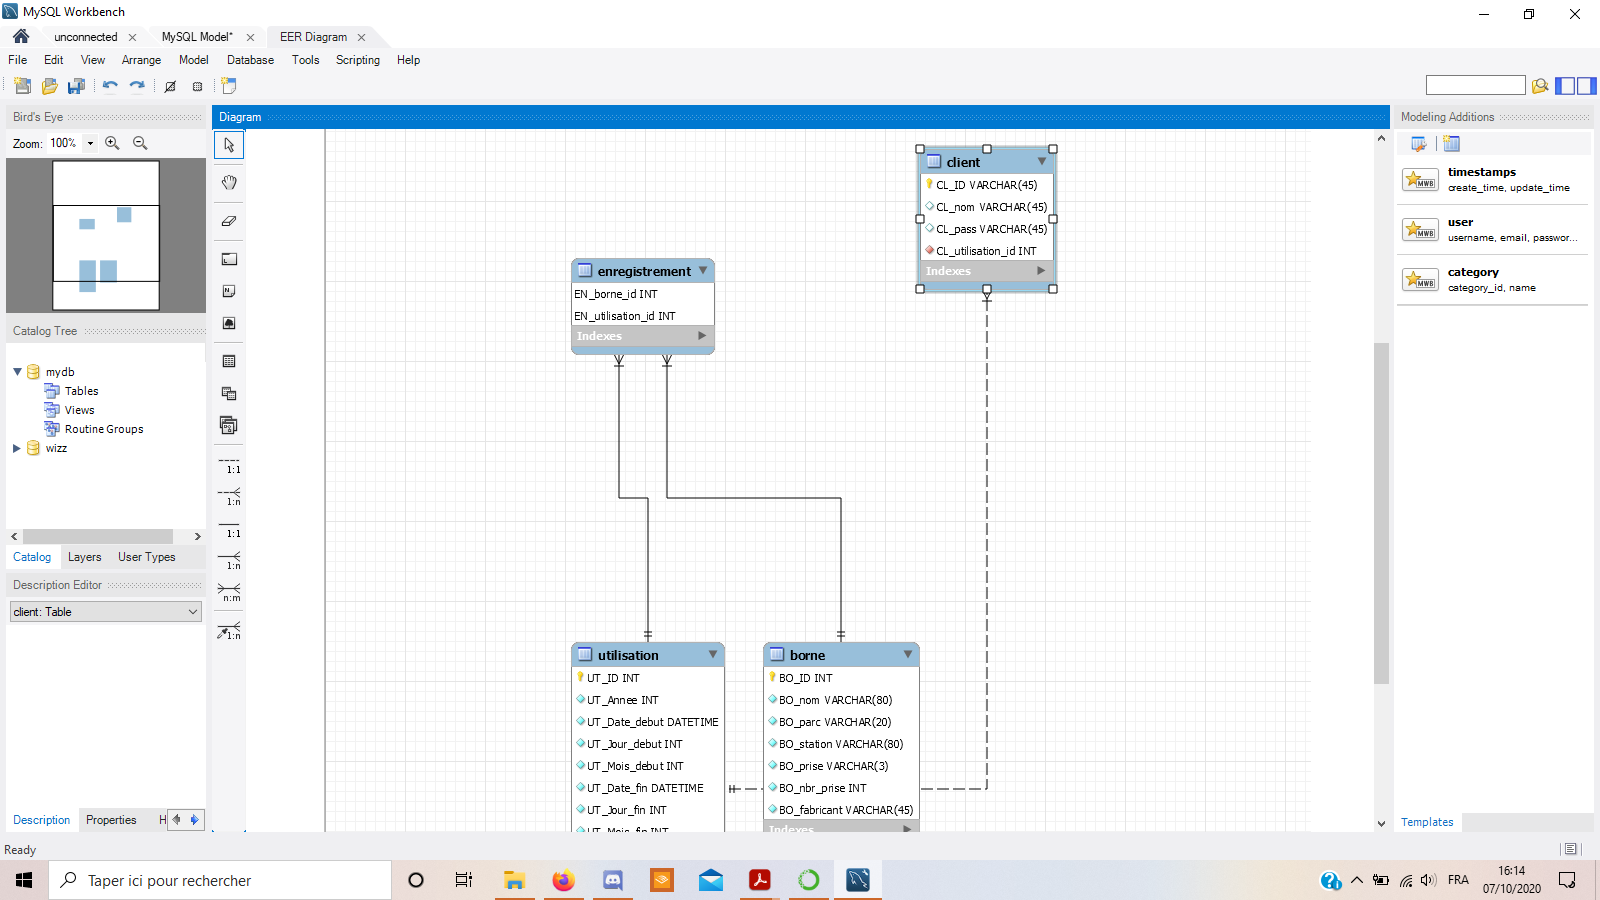 MySQL Workbench
unconnected
MySQL Model*
EER Diagram
File Edit View Arrange Model Database Tools Scripting Help
Bird's Eye
Zoom: 100%
Catalog Tree
mydb
Tables
Views
Routine Groups
wizz
Catalog Layers User Types
Description Editor
client: Table
Description Properties H
Ready
1:1
1:n
1:1
1:n
n:m
1:n
Diagram
client
CL_ID VARCHAR(45)
CL_nom VARCHAR(45)
CL_pass VARCHAR(45)
CL_utilisation_id INT
Indexes
enregistrement
EN_borne_id INT
EN_utilisation_id INT
Indexes
utilisation
UT_ID INT
UT_Annee INT
UT_Date_debut DATETIME
UT_Jour_debut INT
UT_Mois_debut INT
UT_Date_fin DATETIME
UT_Jour_fin INT
UT_Mois_fin INT
borne
BO_ID INT
BO_nom VARCHAR(80)
BO_parc VARCHAR(20)
BO_station VARCHAR(80)
BO_prise VARCHAR(3)
BO_nbr_prise INT
BO_fabricant VARCHAR(45)
Indexes
Modeling Additions
MWB
timestamps
create_time, update_time
MWB
user
username, email, passwor...
MWB
category
category_id, name
Templates
Taper ici pour rechercher
FRA
16:14
07/10/2020